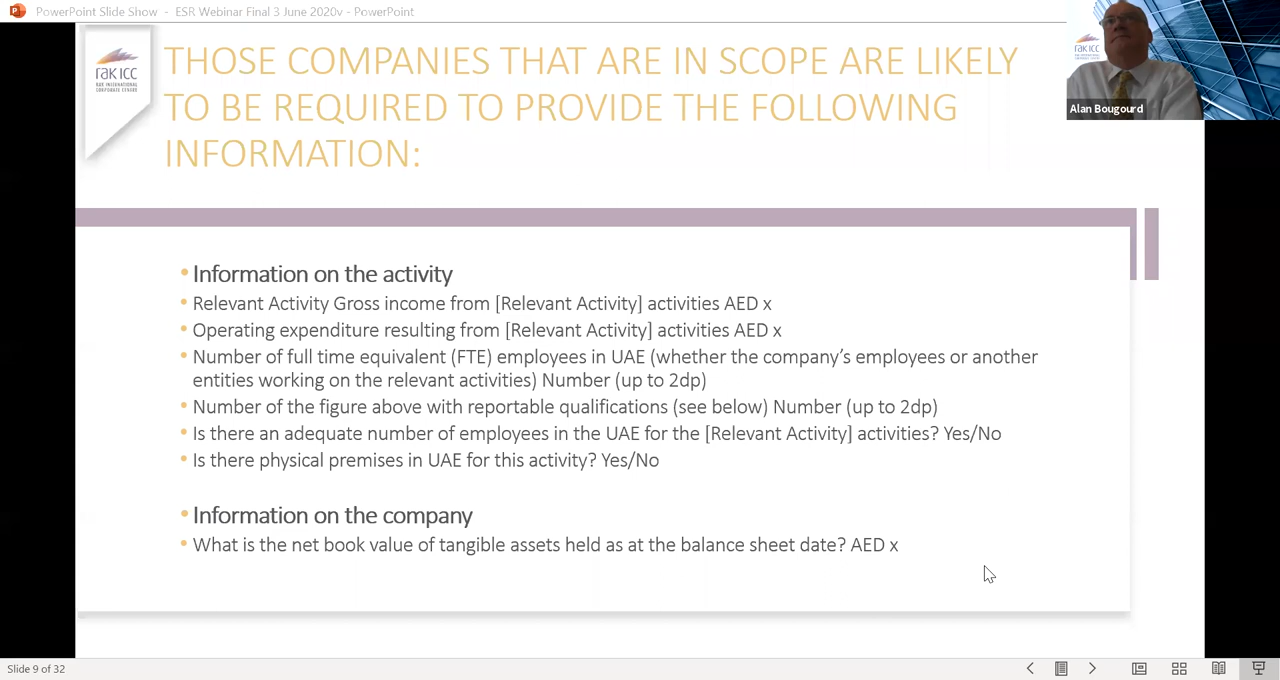 PowerPoint Slide Show - ESR Webinar Final 3 June 2020v - PowerPoint
rak icc
RAK INTERNATIONAL
CORPORATE CENTRE
THOSE COMPANIES THAT ARE IN SCOPE ARE LIKELY
TO BE REQUIRED TO PROVIDE THE FOLLOWING
INFORMATION:
rak icc
Alan Bougourd
• Information on the activity
• Relevant Activity Gross income from [Relevant Activity] activities AED x
• Operating expenditure resulting from [Relevant Activity] activities AED x
• Number of full time equivalent (FTE) employees in UAE (whether the company’s employees or another
entities working on the relevant activities) Number (up to 2dp)
• Number of the figure above with reportable qualifications (see below) Number (up to 2dp)
• Is there an adequate number of employees in the UAE for the [Relevant Activity] activities? Yes/No
• Is there physical premises in UAE for this activity? Yes/No
• Information on the company
• What is the net book value of tangible assets held as at the balance sheet date? AED x
Slide 9 of 32